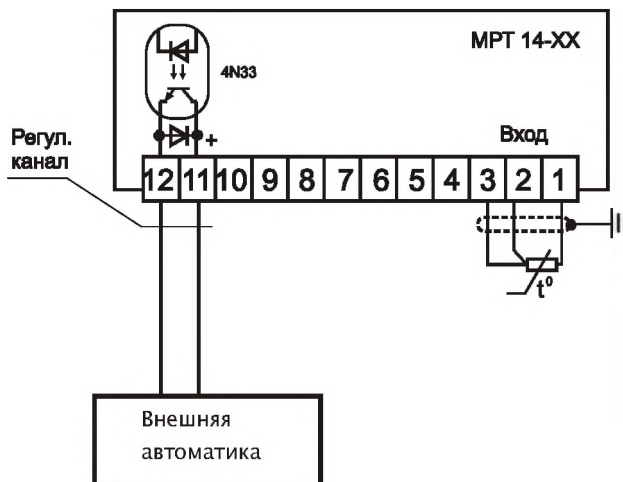 МРТ 14-ХХ
4N33
Регул.
канал
+
Вход
12 11 10 9 8 7 6 5 4 3 2 1
t⁰
Внешняя
автоматика